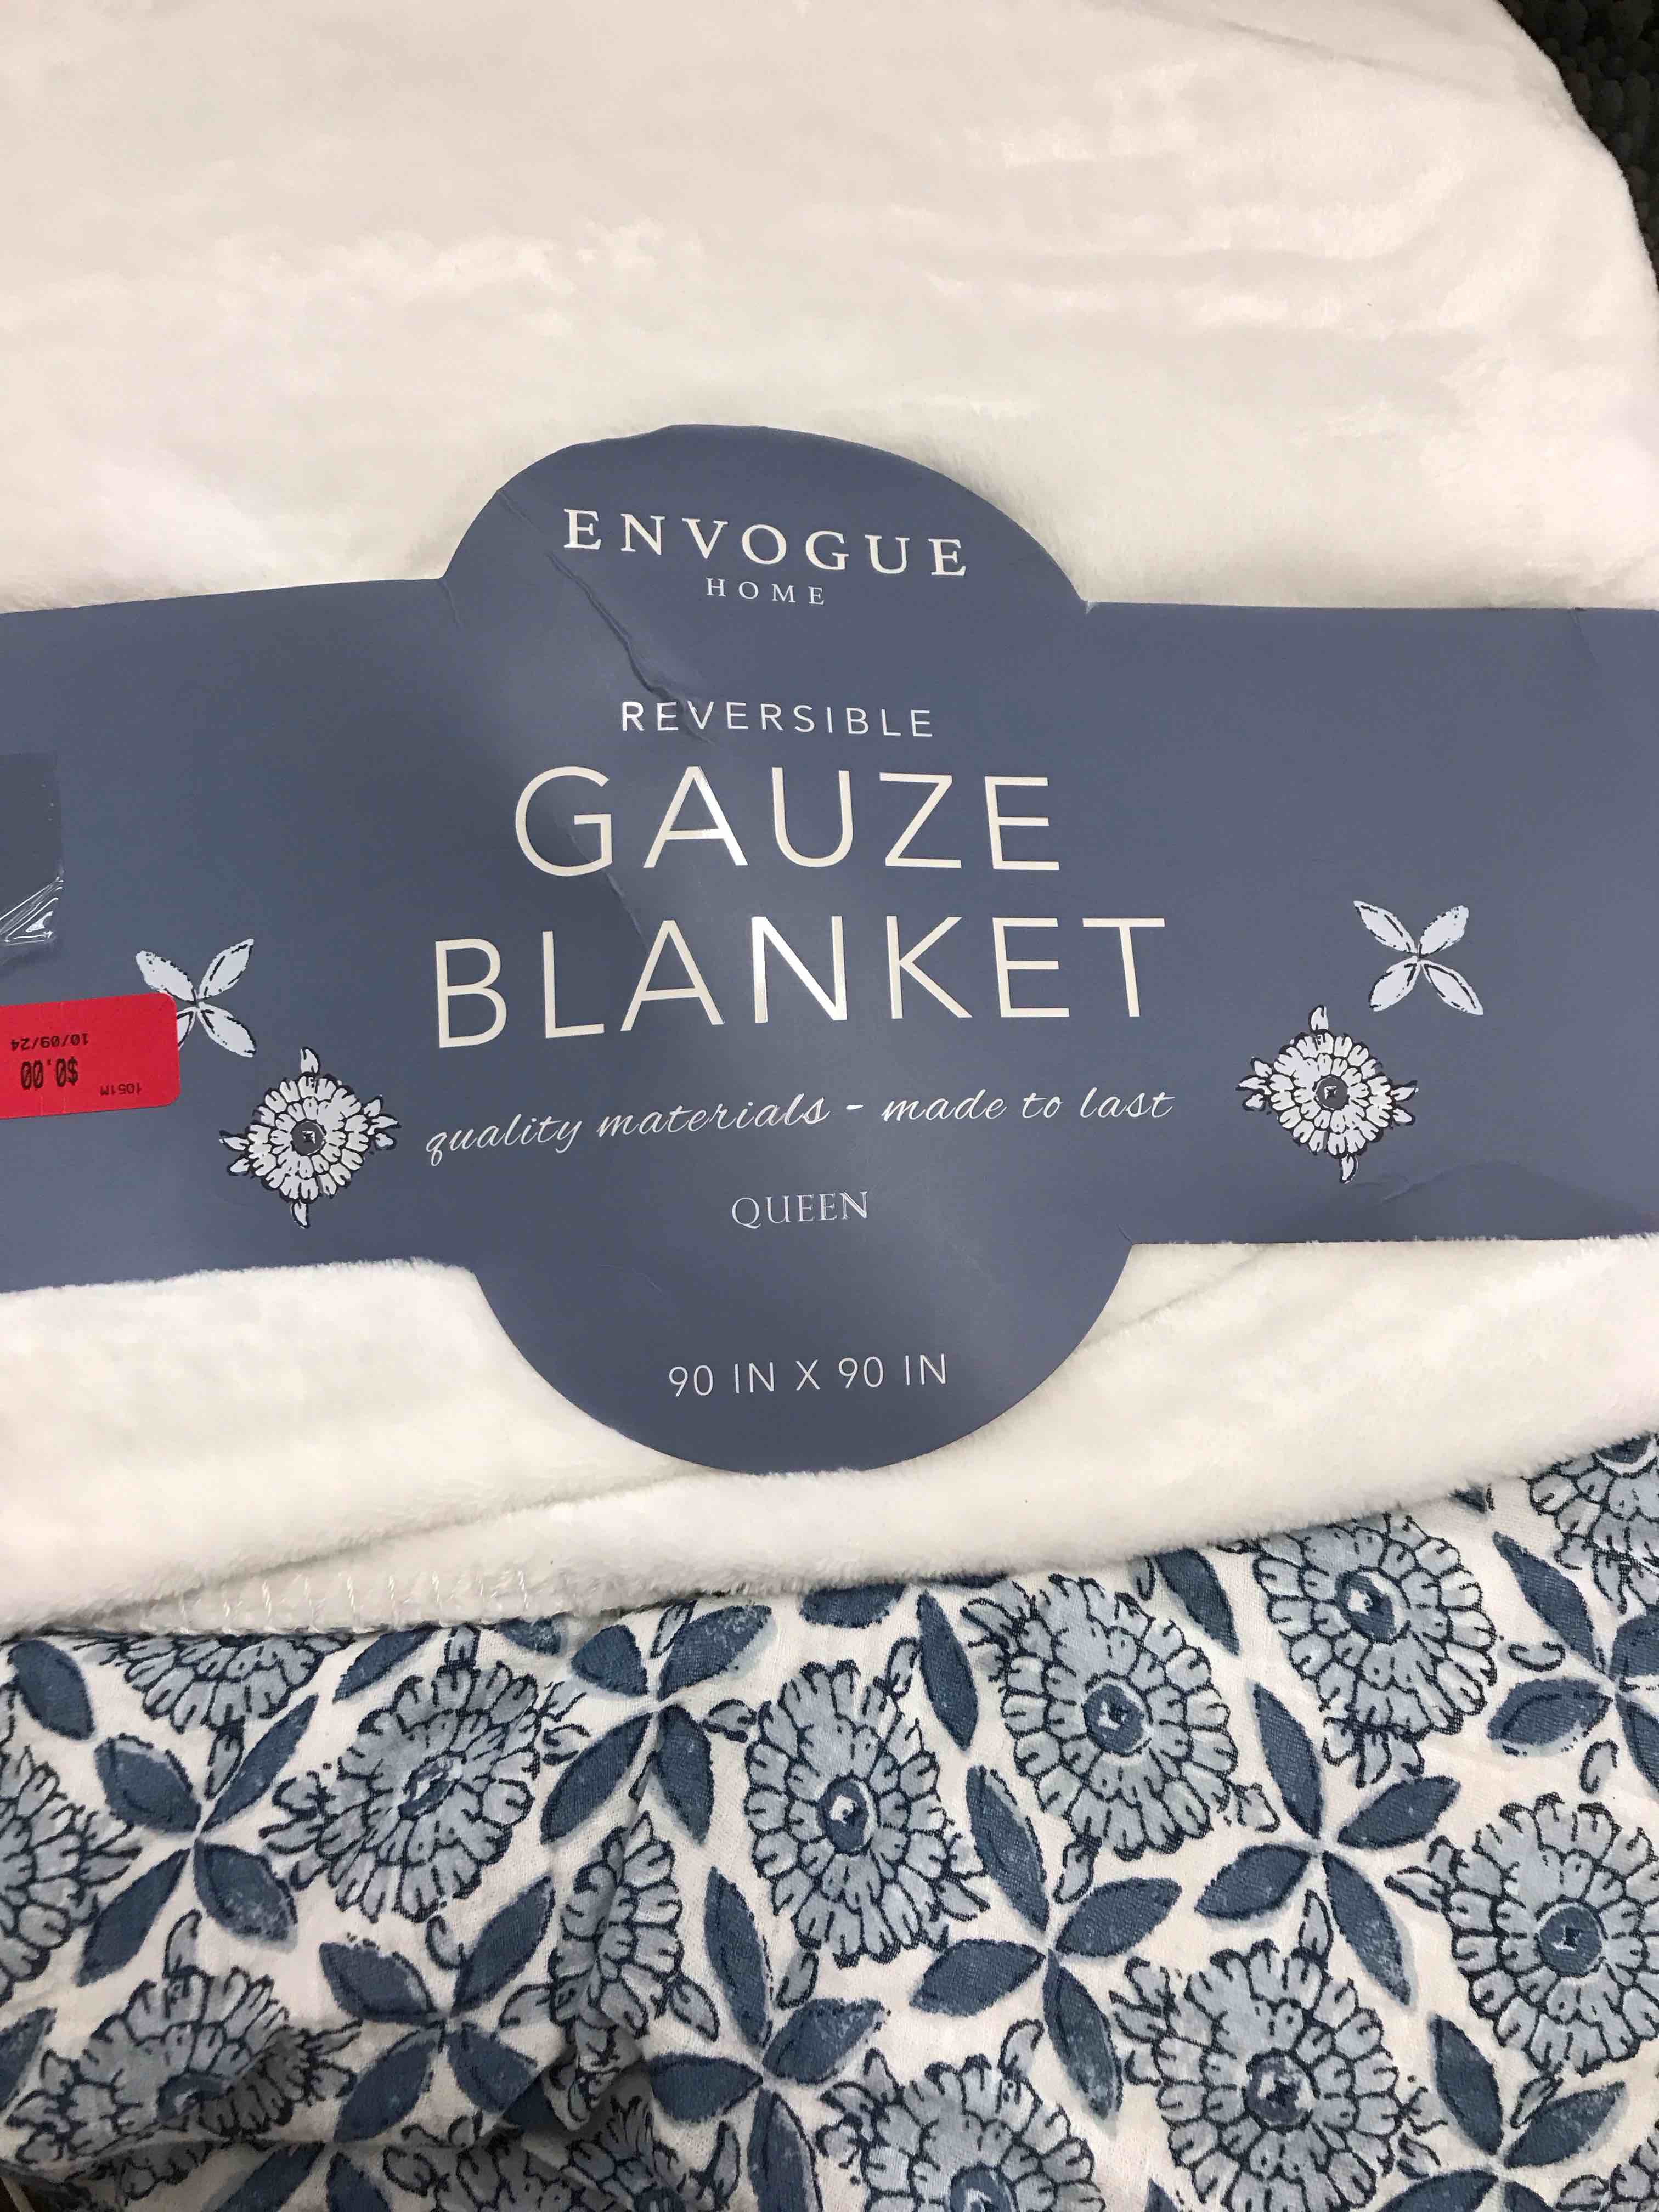 ENVOGUE
HOME
REVERSIBLE
GAUZE
BLANKET
quality materials - made to last
QUEEN
90 IN X 90 IN
1051M
$0.00
10/09/24